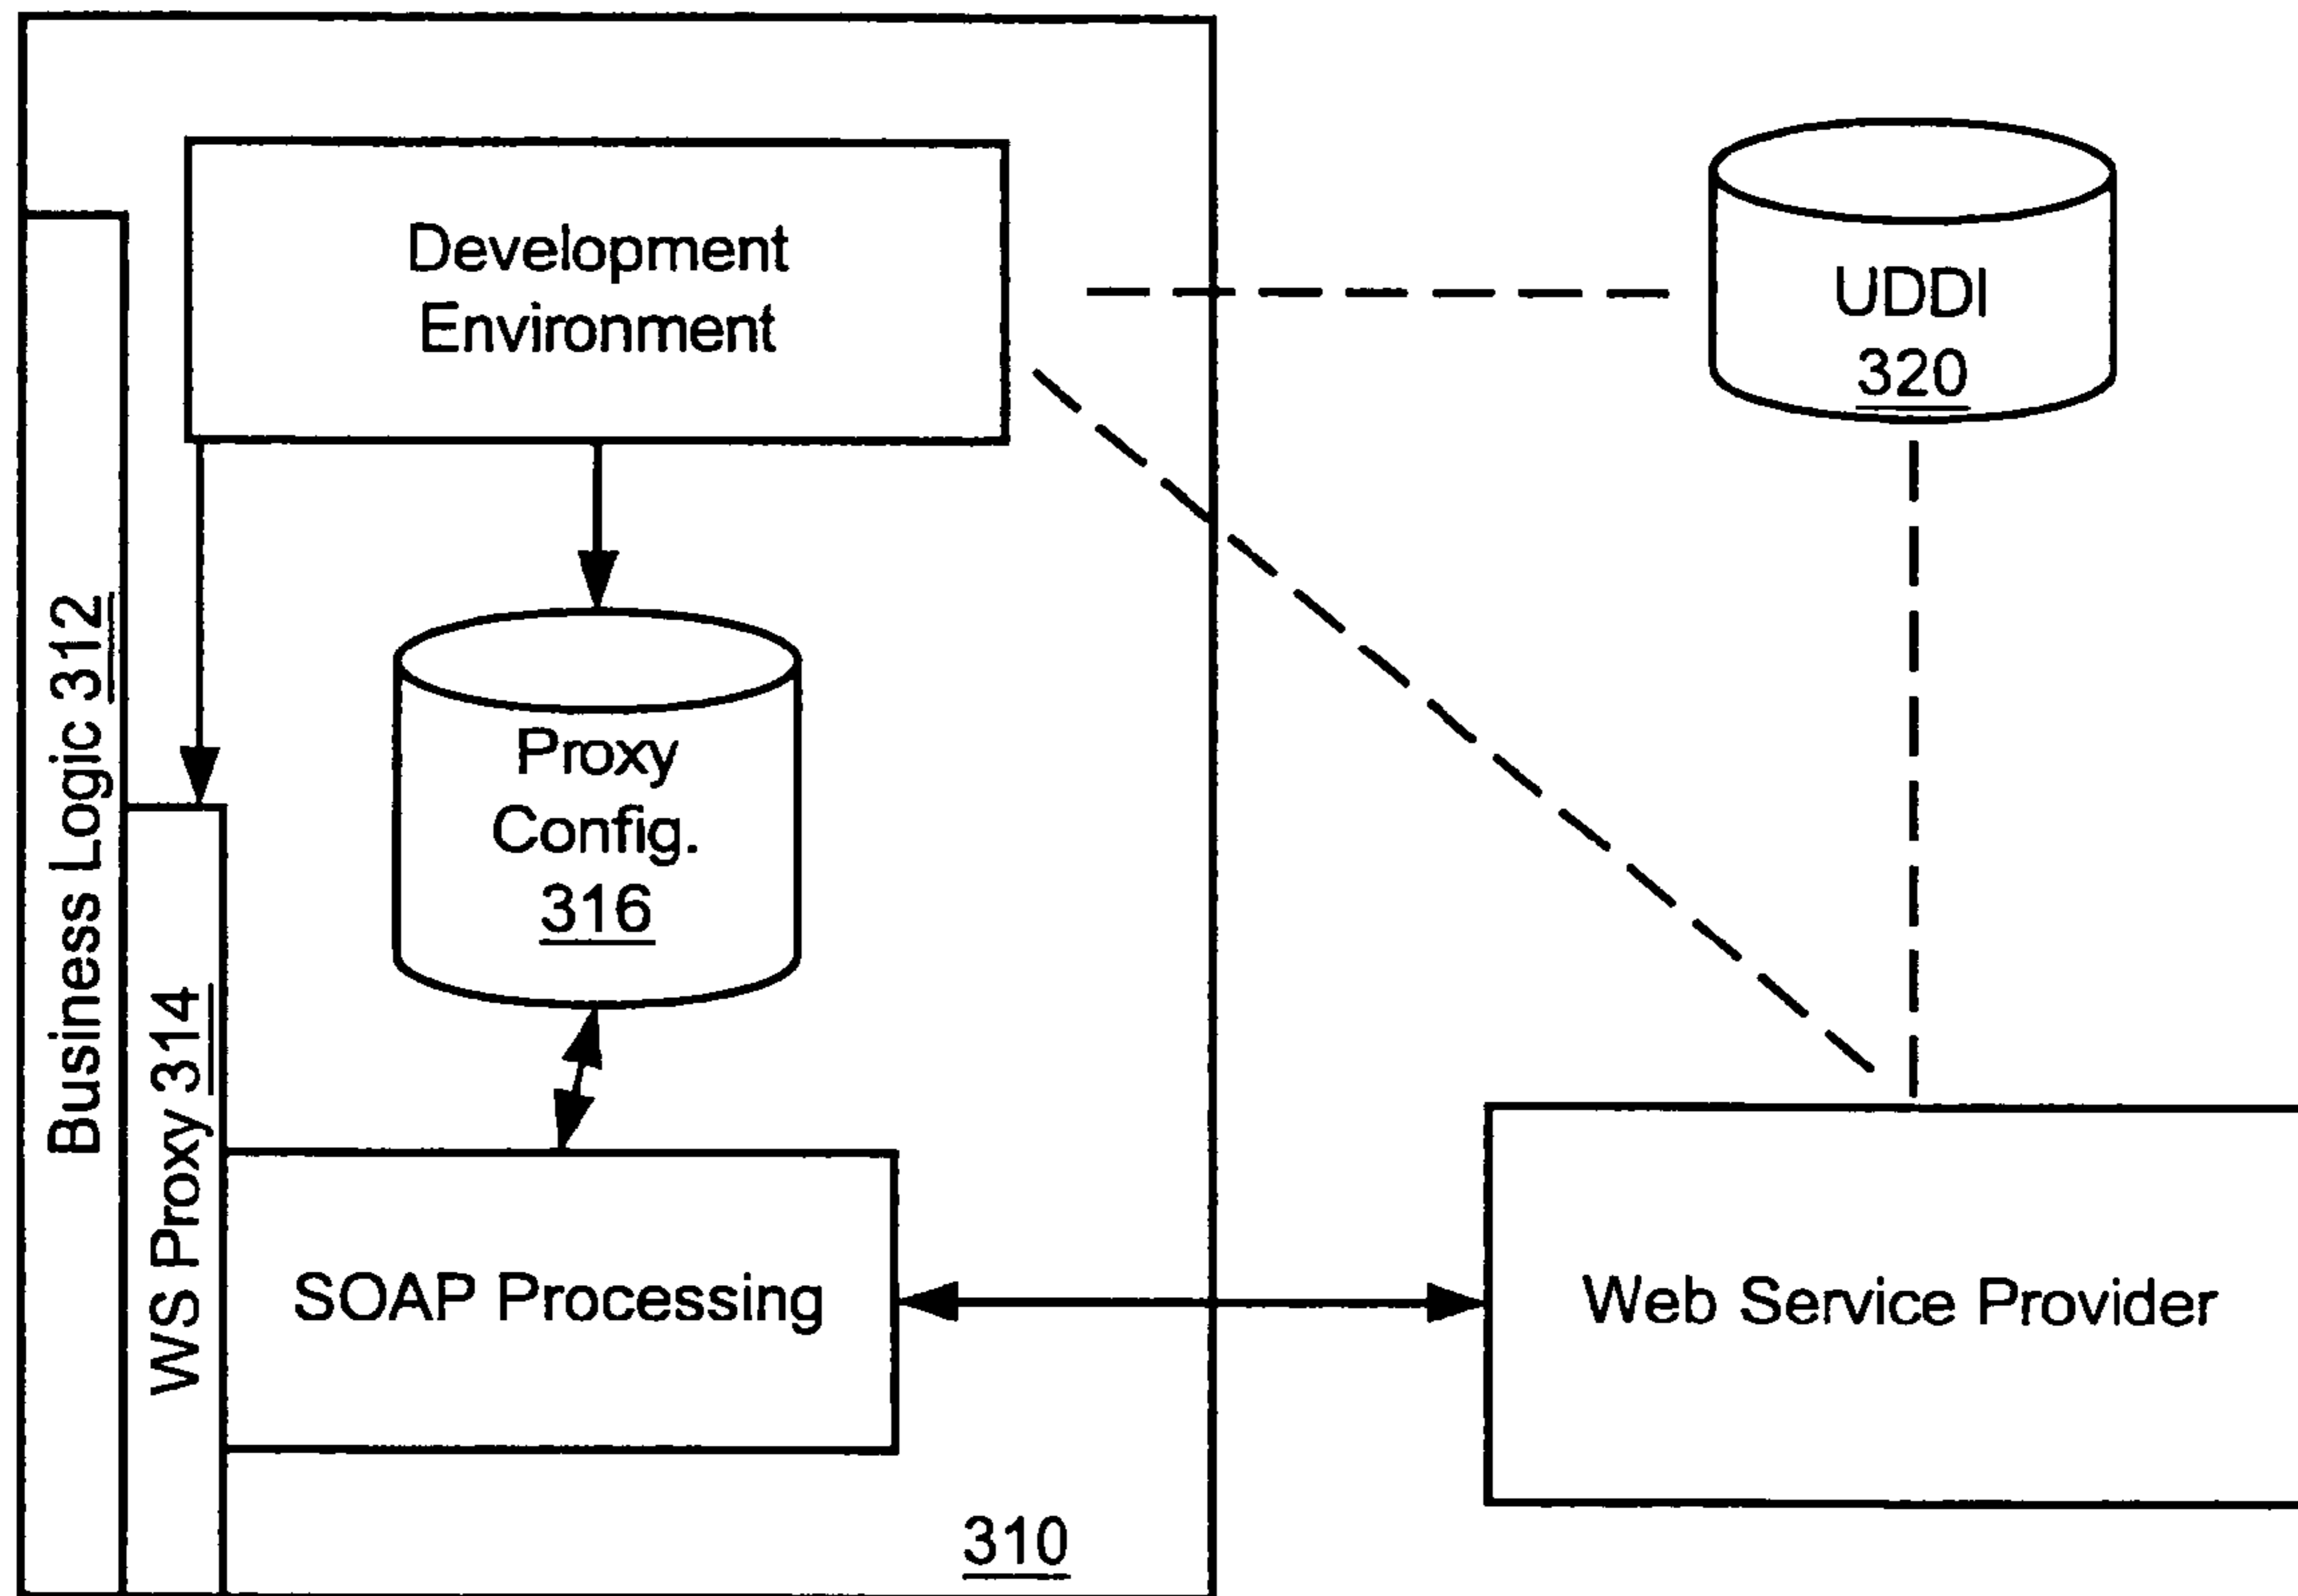 Development
Environment
UDDI
320
Business Logic 312
Proxy
Config.
316
WS Proxy 314
SOAP Processing
Web Service Provider
310